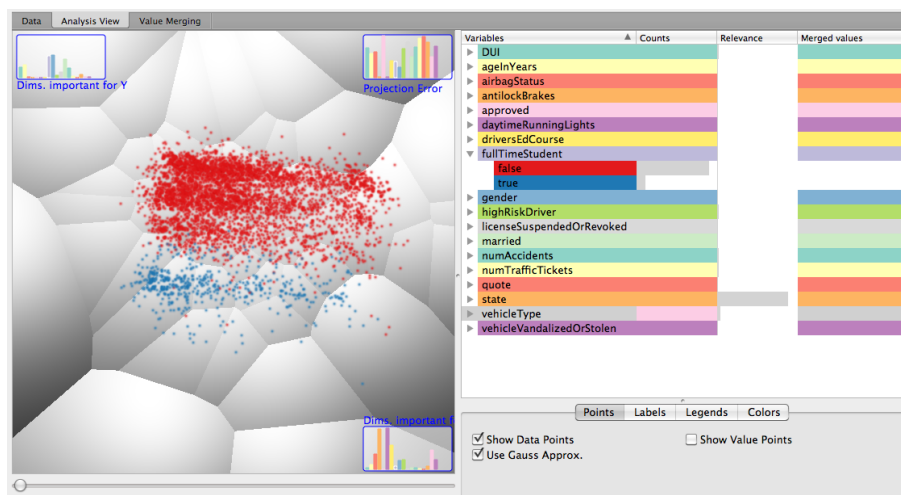 Data Analysis View Value Merging
Dims. important for Y
Projection Error
Dims. important f
Variables Counts Relevance Merged values
DUI
ageInYears
airbagStatus
antilockBrakes
approved
daytimeRunningLights
driversEdCourse
fullTimeStudent
false
true
gender
highRiskDriver
licenseSuspendedOrRevoked
married
numAccidents
numTrafficTickets
quote
state
vehicleType
vehicleVandalizedOrStolen
Points Labels Legends Colors
Show Data Points Show Value Points
Use Gauss Approx.